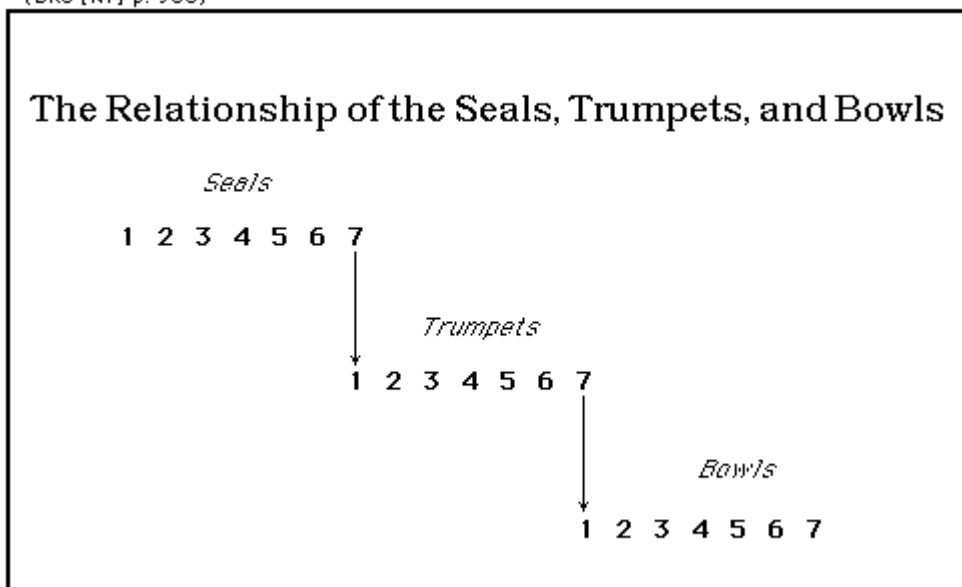 The Relationship of the Seals, Trumpets, and Bowls
Seals
1 2 3 4 5 6 7
Trumpets
1 2 3 4 5 6 7
Bowls
1 2 3 4 5 6 7